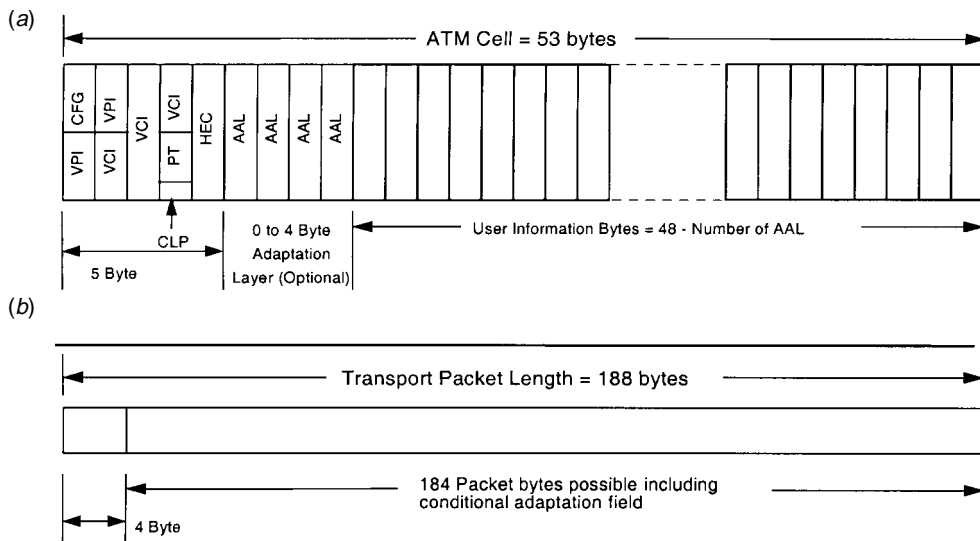 (a)
ATM Cell = 53 bytes
CFG
VPI
VPI
VCI
VCI
VCI
PT
HEC
AAL
AAL
AAL
AAL
CLP
5 Byte
0 to 4 Byte
Adaptation
Layer (Optional)
User Information Bytes = 48 - Number of AAL
(b)
Transport Packet Length = 188 bytes
184 Packet bytes possible including
conditional adaptation field
4 Byte